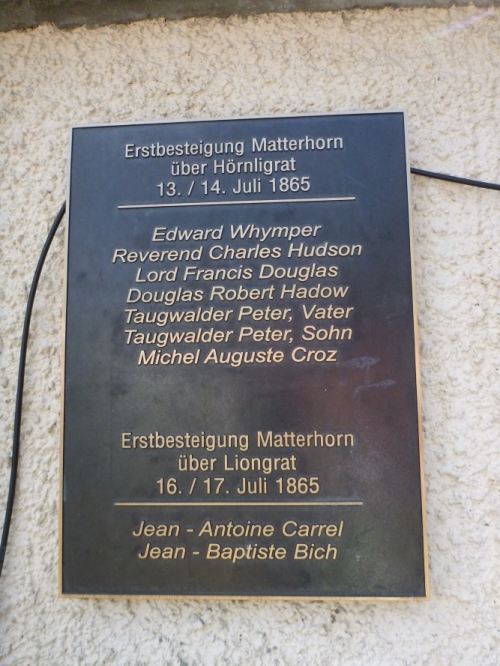 Erstbesteigung Matterhorn
über Hörnligrat
13. / 14. Juli 1865
Edward Whymper
Reverend Charles Hudson
Lord Francis Douglas
Douglas Robert Hadow
Taugwalder Peter, Vater
Taugwalder Peter, Sohn
Michel Auguste Croz
Erstbesteigung Matterhorn
über Liongrat
16. / 17. Juli 1865
Jean - Antoine Carrel
Jean - Baptiste Bich